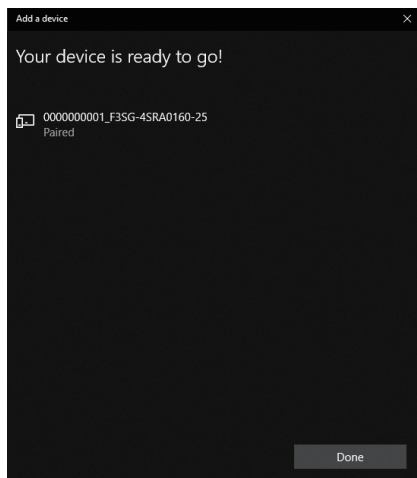 Add a device
Your device is ready to go!
0000000001_F3SG-4SRA0160-25
Paired
Done